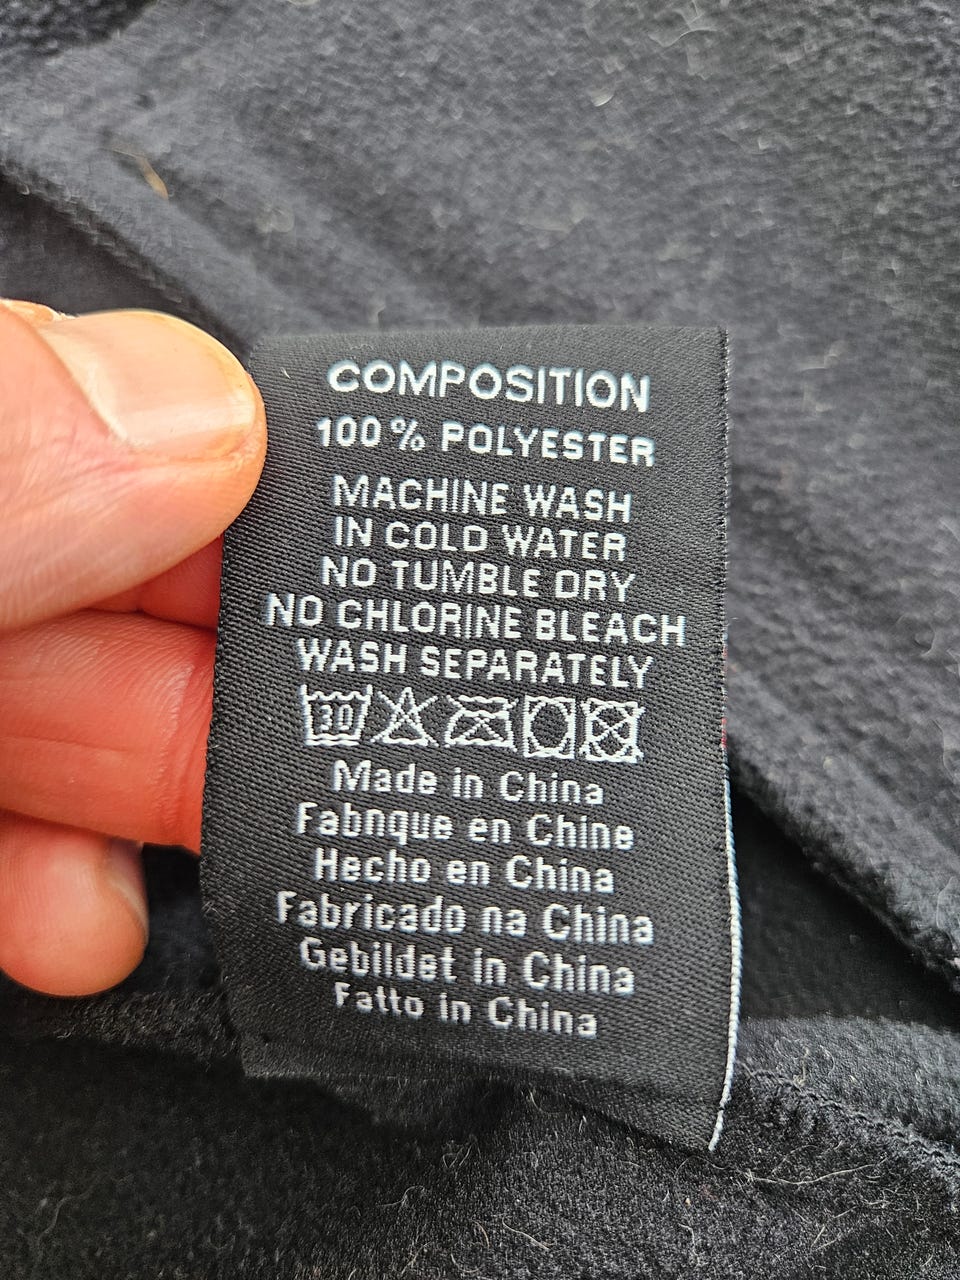 COMPOSITION
100% POLYESTER
MACHINE WASH
IN COLD WATER
NO TUMBLE DRY
NO CHLORINE BLEACH
WASH SEPARATELY
30
Made in China
Fabnque en Chine
Hecho en China
Fabricado na China
Gebildet in China
Fatto in China